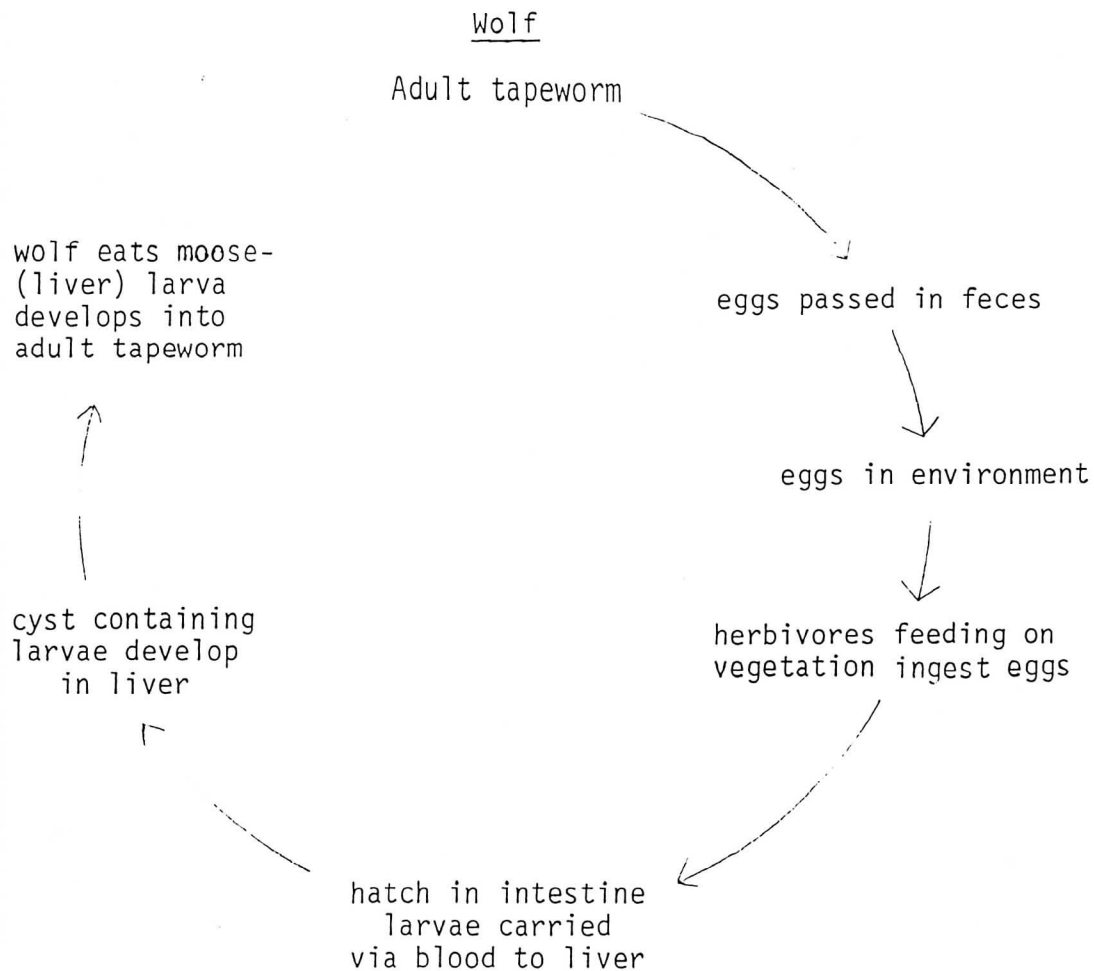 Wolf
Adult tapeworm
eggs passed in feces
eggs in environment
herbivores feeding on
vegetation ingest eggs
hatch in intestine
larvae carried
via blood to liver
cyst containing
larvae develop
in liver
wolf eats moose-
(liver) larva
develops into
adult tapeworm